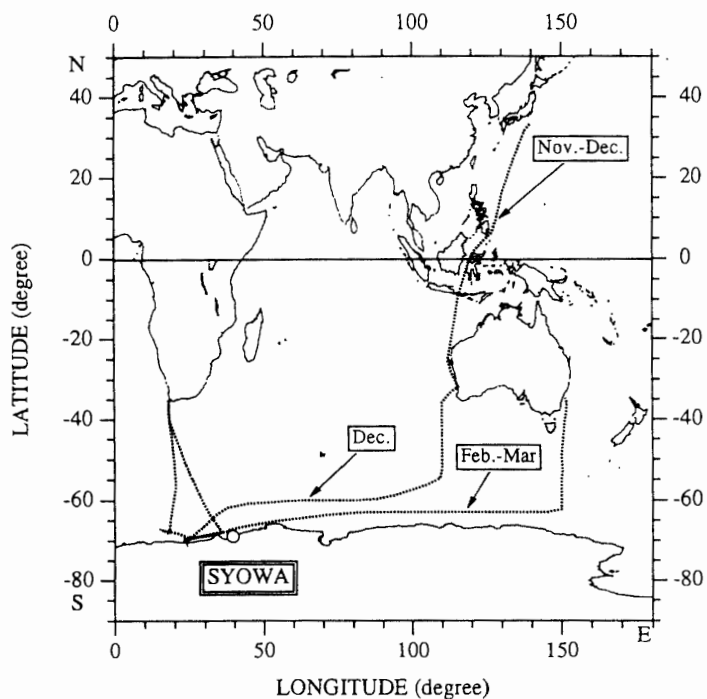 0 50 100 150
N
40 40
Nov.-Dec.
20 20
0 0
LATITUDE (degree)
-20 -20
-40 -40
Dec.
Feb.-Mar
-60 -60
SYOWA
-80 -80
S
E
0 50 100 150
LONGITUDE (degree)